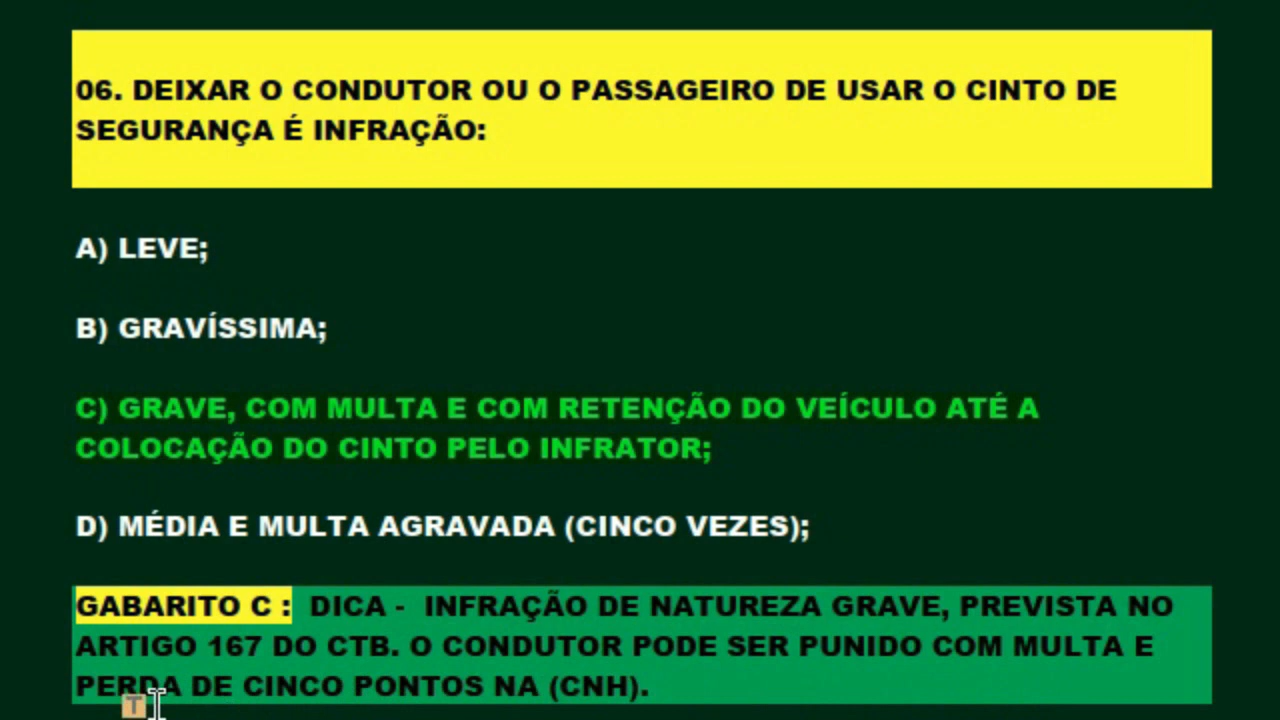 06. DEIXAR O CONDUTOR OU O PASSAGEIRO DE USAR O CINTO DE
SEGURANÇA É INFRAÇÃO:
A) LEVE;
B) GRAVÍSSIMA;
C) GRAVE, COM MULTA E COM RETENÇÃO DO VEÍCULO ATÉ A
COLOCAÇÃO DO CINTO PELO INFRATOR;
D) MÉDIA E MULTA AGRAVADA (CINCO VEZES);
GABARITO C : DICA - INFRAÇÃO DE NATUREZA GRAVE, PREVISTA NO
ARTIGO 167 DO CTB. O CONDUTOR PODE SER PUNIDO COM MULTA E
PERDA DE CINCO PONTOS NA (CNH).
T